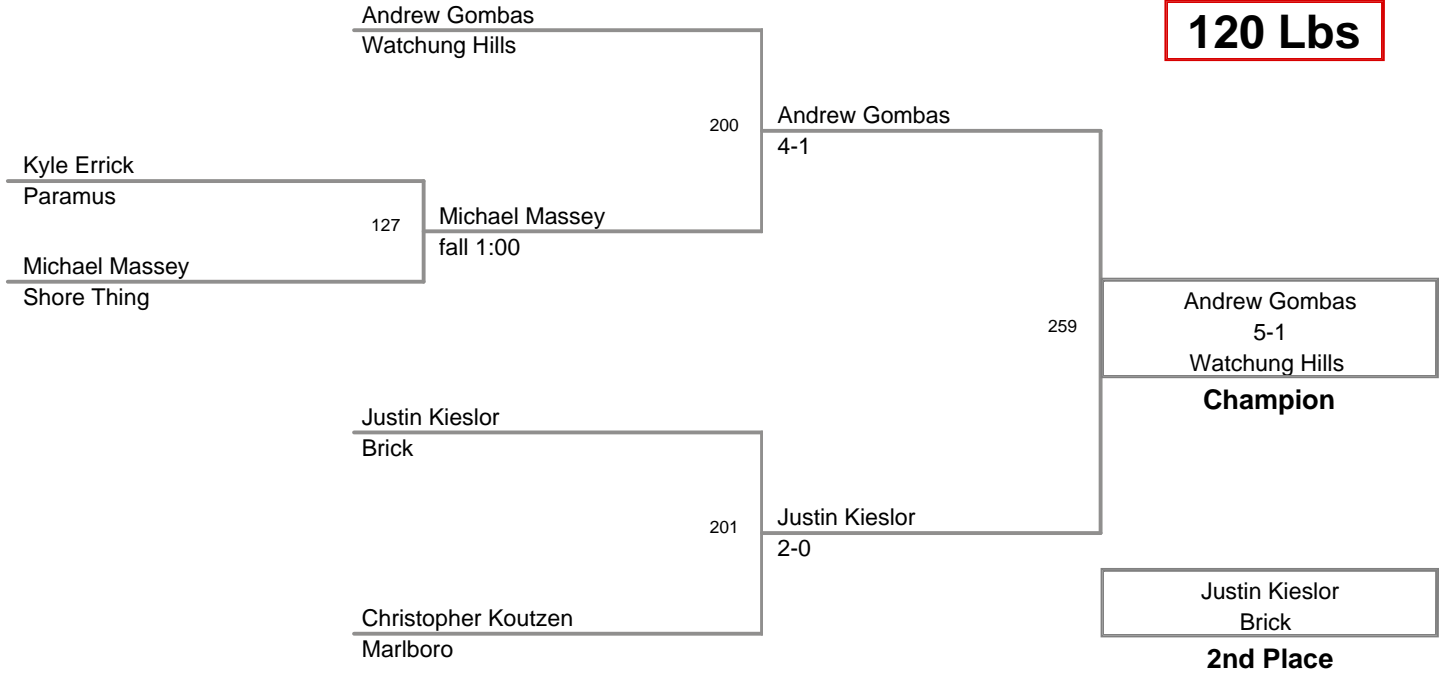 Andrew Gombas
Watchung Hills
120 Lbs
200
Andrew Gombas
4-1
Kyle Errick
Paramus
127
Michael Massey
fall 1:00
Michael Massey
Shore Thing
259
Andrew Gombas
5-1
Watchung Hills
Champion
Justin Kieslor
Brick
201
Justin Kieslor
2-0
Christopher Koutzen
Marlboro
Justin Kieslor
Brick
2nd Place